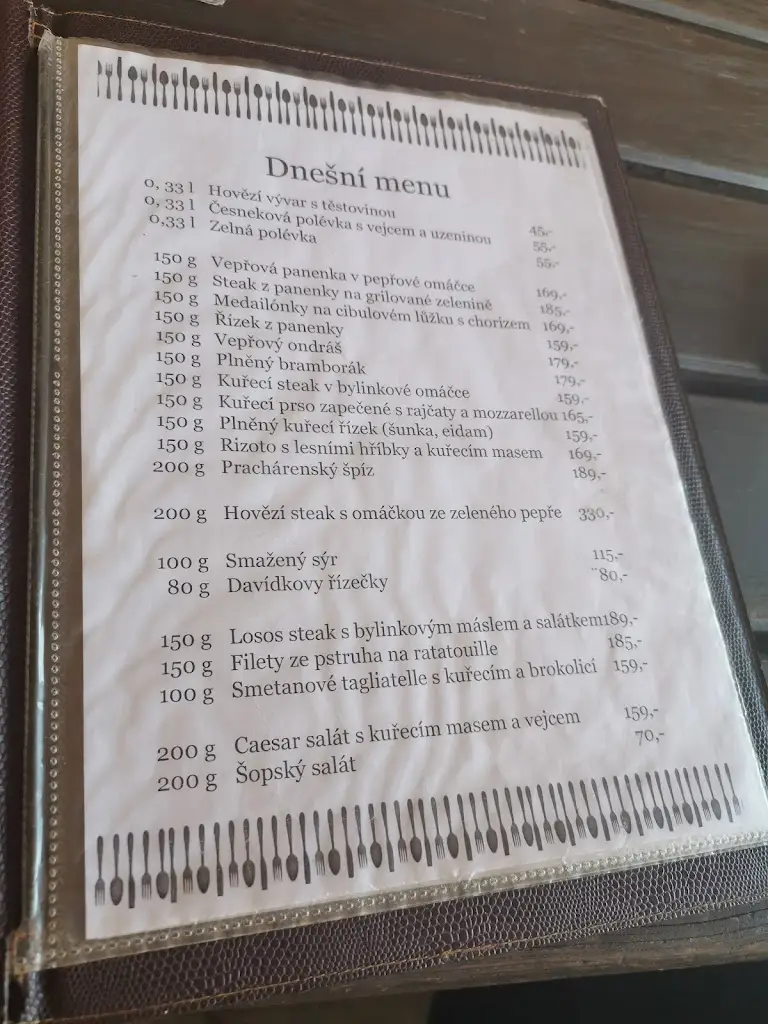 Dnešní menu
0, 33 l Hovězí vývar s těstovinou 45,-
0, 33 l Česneková polévka s vejcem a uzeninou 55,-
0,33 l Zelná polévka 55,-
150 g Vepřová panenka v pepřové omáčce 169,-
150 g Steak z panenky na grilované zelenině 185,-
150 g Medailónky na cibulovém lůžku s chorizem 169,-
150 g Řízek z panenky 159,-
150 g Vepřový ondráš 179,-
150 g Plněný bramborák 179,-
150 g Kuřecí steak v bylinkové omáčce 159,-
150 g Kuřecí prso zapečené s rajčaty a mozzarellou 165,-
150 g Plněný kuřecí řízek (šunka, eidam) 159,-
150 g Rizoto s lesními hříbky a kuřecím masem 169,-
200 g Prachárenský špíz 189,-
200 g Hovězí steak s omáčkou ze zeleného pepře 330,-
100 g Smažený sýr 115,-
80 g Davídkovy řízečky ¨80,-
150 g Losos steak s bylinkovým máslem a salátkem189,-
150 g Filety ze pstruha na ratatouille 185,-
100 g Smetanové tagliatelle s kuřecím a brokolicí 159,-
200 g Caesar salát s kuřecím masem a vejcem 159,-
200 g Šopský salát 70,-